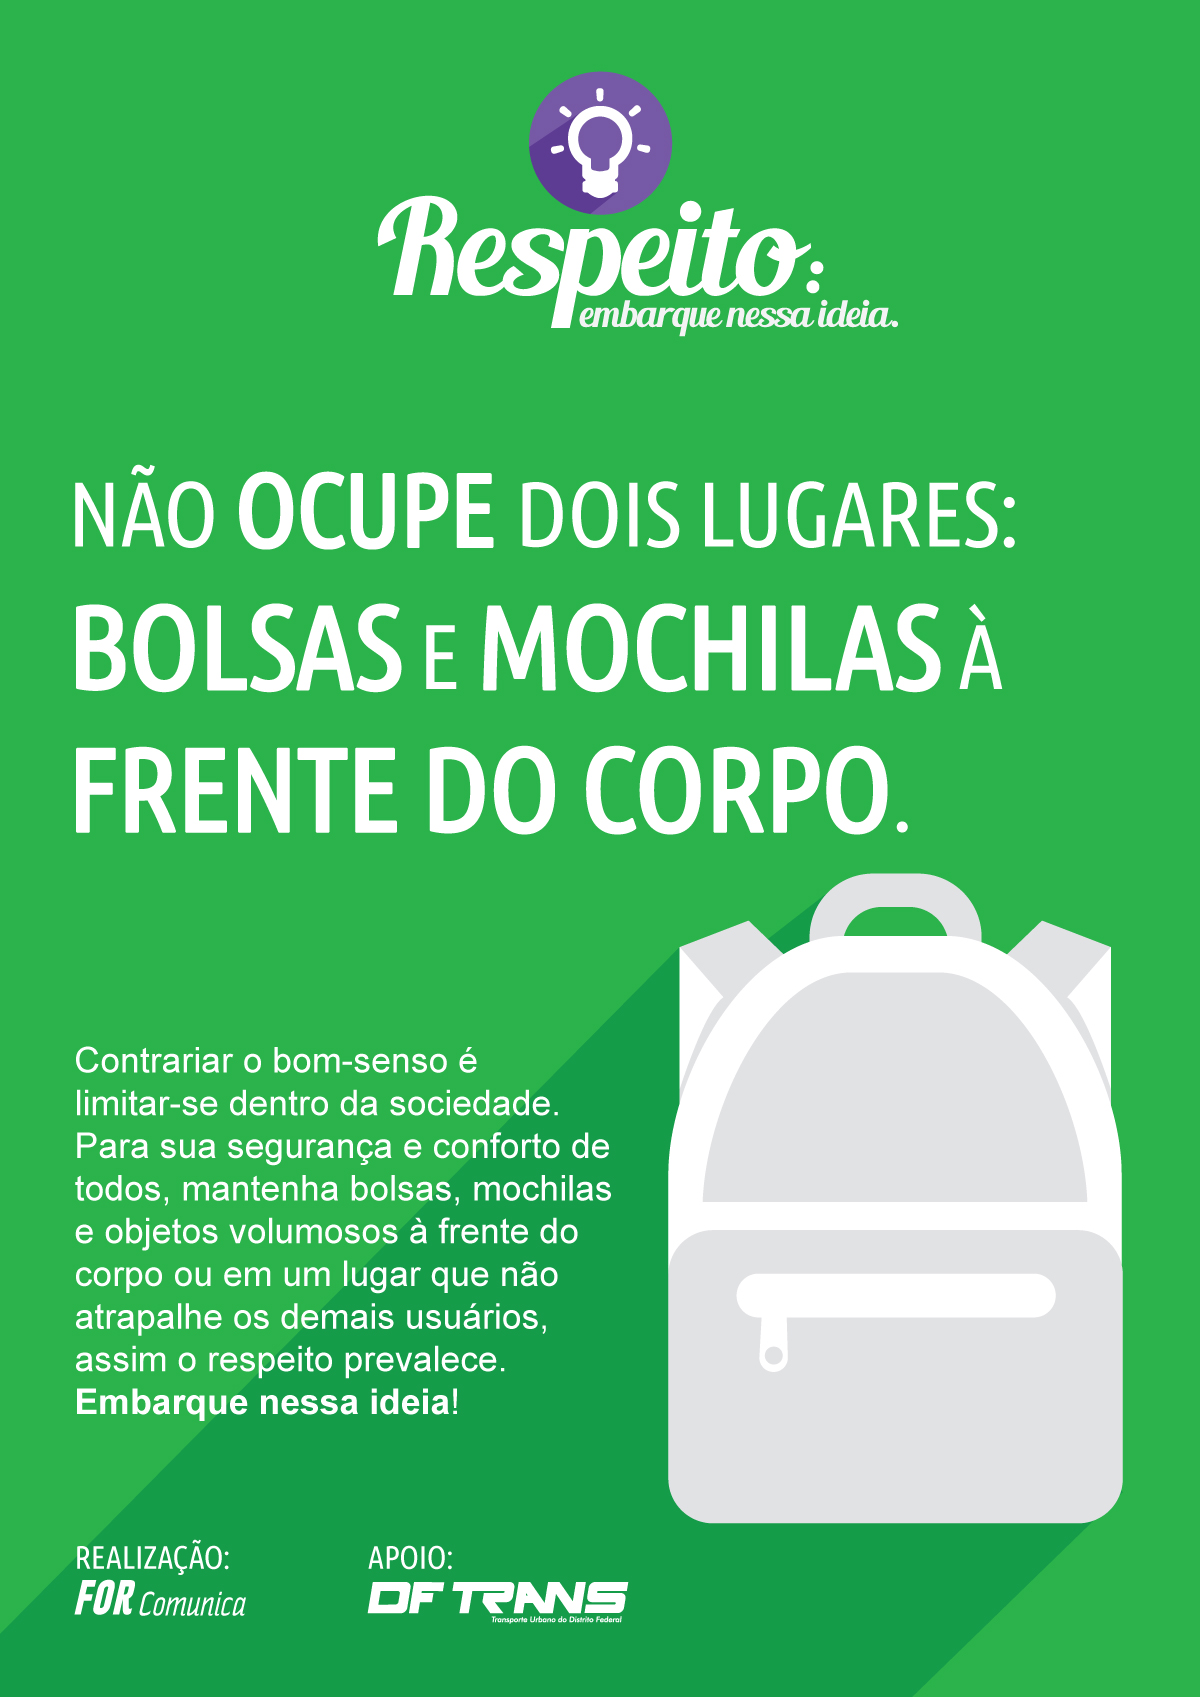 Respeito:
embarque nessa ideia.
NÃO OCUPE DOIS LUGARES:
BOLSAS E MOCHILAS À
FRENTE DO CORPO.
Contrariar o bom-senso é
limitar-se dentro da sociedade.
Para sua segurança e conforto de
todos, mantenha bolsas, mochilas
e objetos volumosos à frente do
corpo ou em um lugar que não
atrapalhe os demais usuários,
assim o respeito prevalece.
Embarque nessa ideia!
REALIZAÇÃO:
FOR Comunica
APOIO:
DF TRANS
Transporte Urbano do Distrito Federal